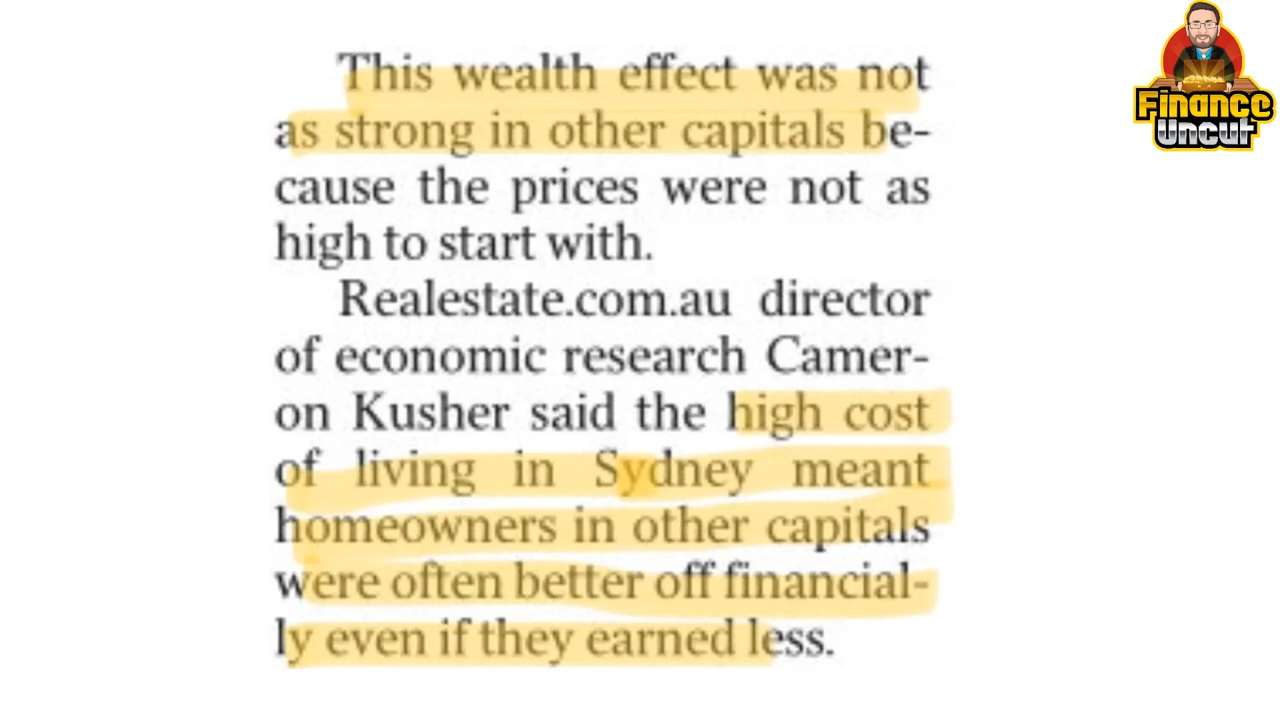 This wealth effect was not
as strong in other capitals be-
cause the prices were not as
high to start with.
Realestate.com.au director
of economic research Camer-
on Kusher said the high cost
of living in Sydney meant
homeowners in other capitals
were often better off financial-
ly even if they earned less.
Finance
Uncut